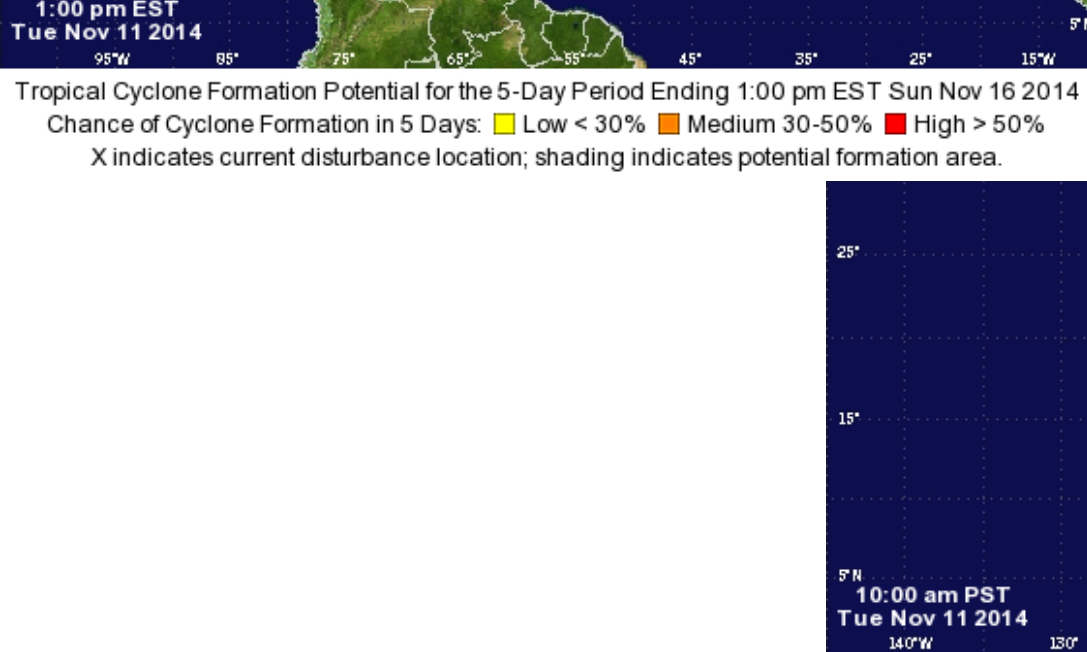 1:00 pm EST
5°
Tue Nov 11 2014
95°W 85° 75° 65° 55° 45° 35° 25° 15°W
Tropical Cyclone Formation Potential for the 5-Day Period Ending 1:00 pm EST Sun Nov 16 2014
Chance of Cyclone Formation in 5 Days: Low < 30% Medium 30-50% High > 50%
X indicates current disturbance location; shading indicates potential formation area.
25°
15°
5°N
10:00 am PST
Tue Nov 11 2014
140°W 130°